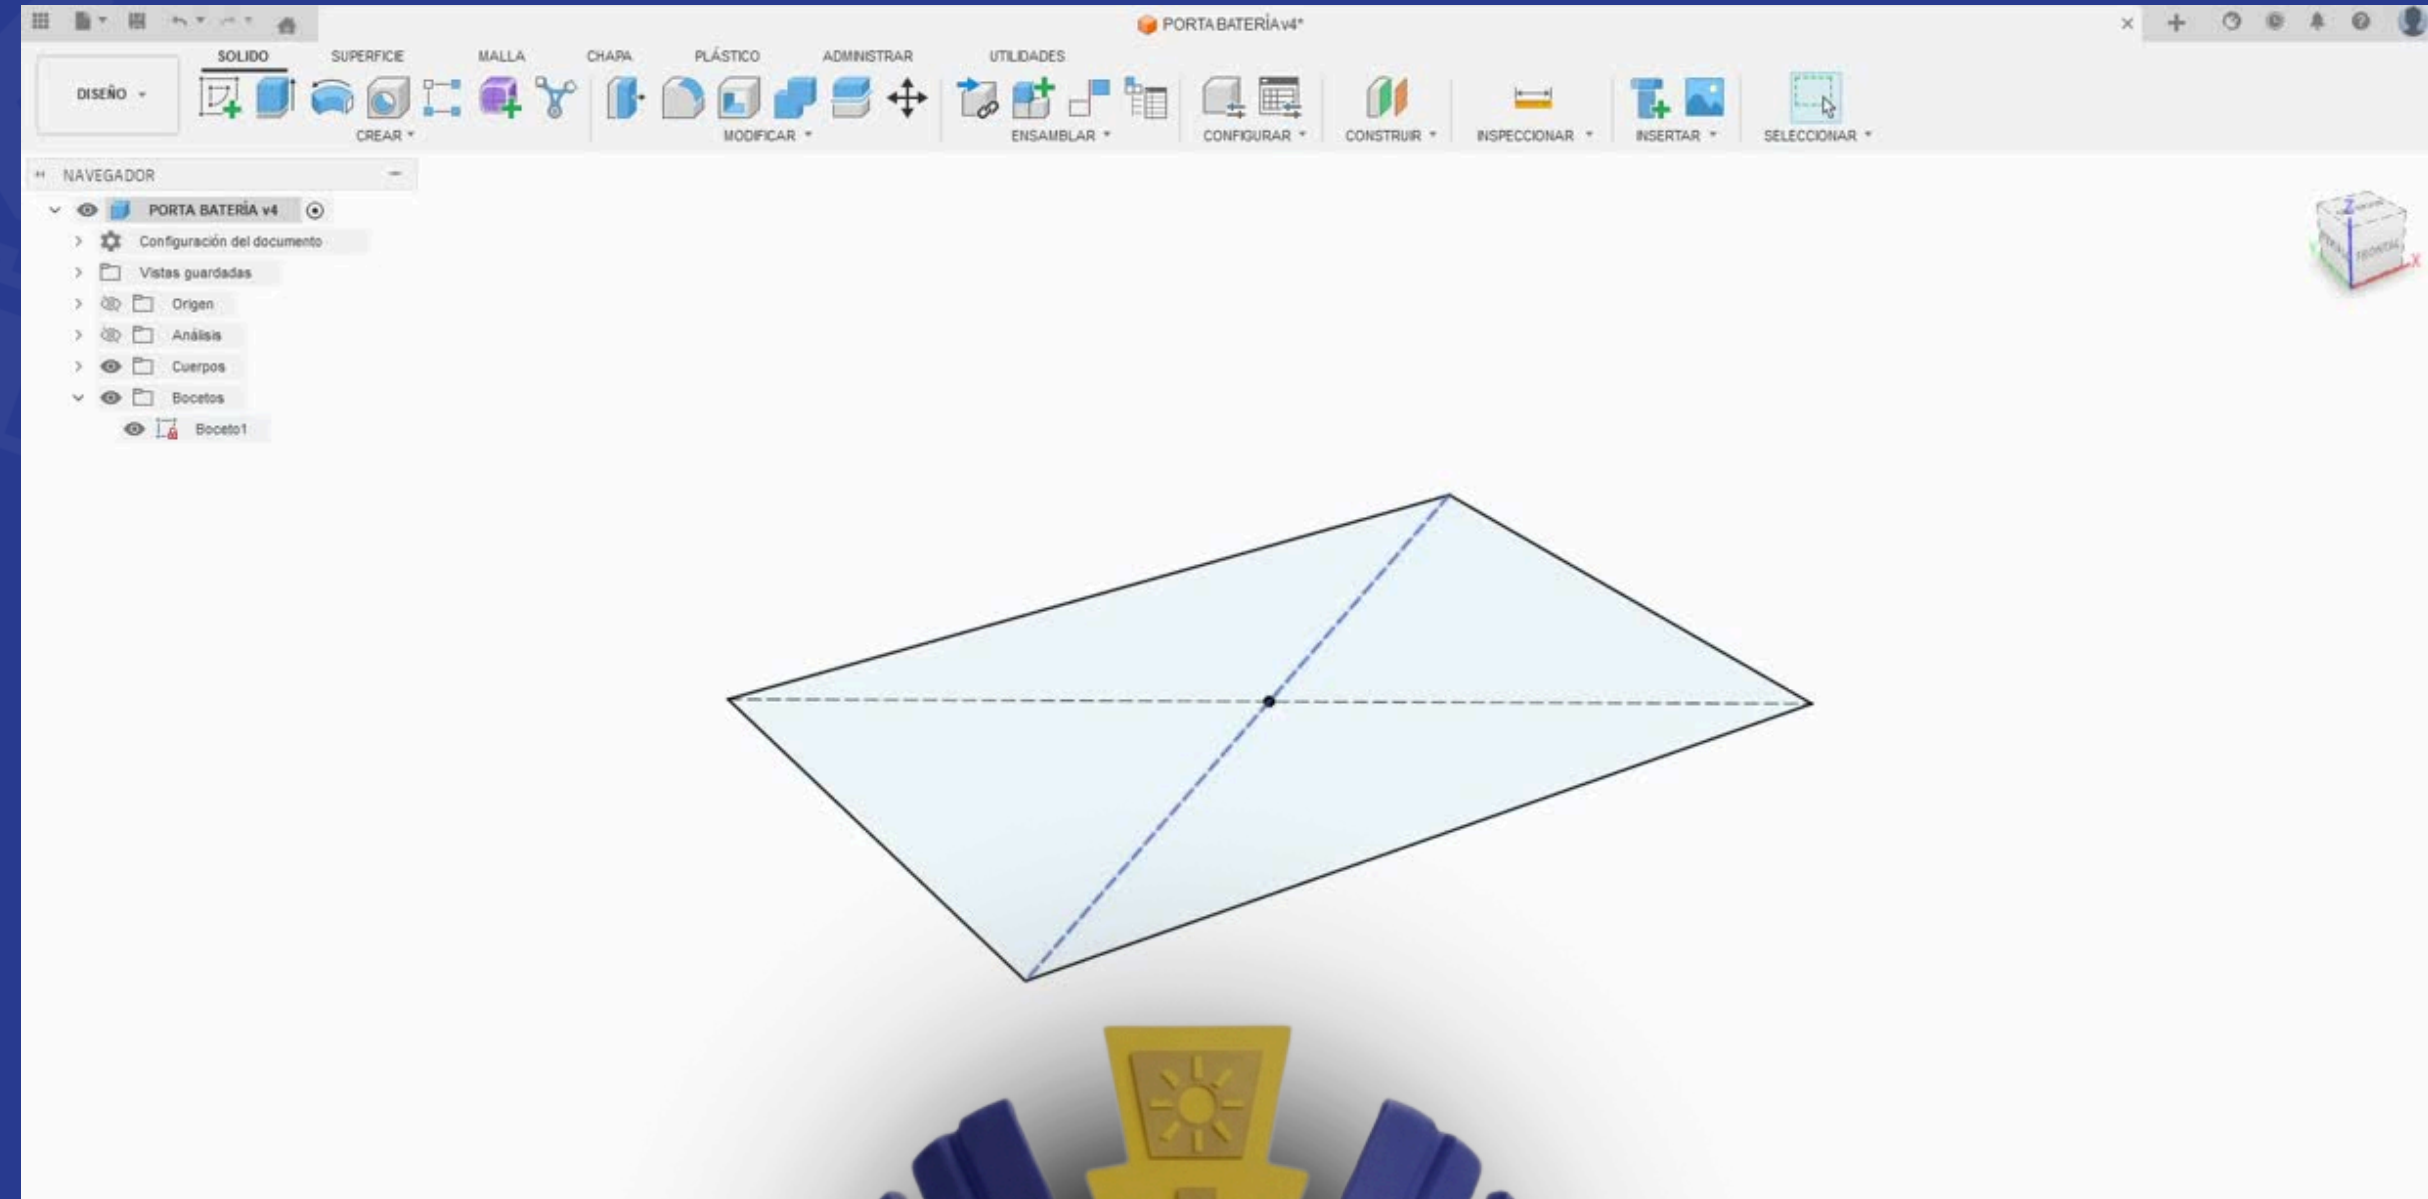 PORTA BATERÍA v4*
SOLIDO SUPERFICIE MALLA CHAPA PLÁSTICO ADMINISTRAR UTILIDADES
DISEÑO
CREAR MODIFICAR ENSAMBLAR CONFIGURAR CONSTRUIR INSPECCIONAR INSERTAR SELECCIONAR
NAVEGADOR
PORTA BATERÍA v4
Configuración del documento
Vistas guardadas
Origen
Análisis
Cuerpos
Bocetos
Boceto1
Z
FRONTAL
X